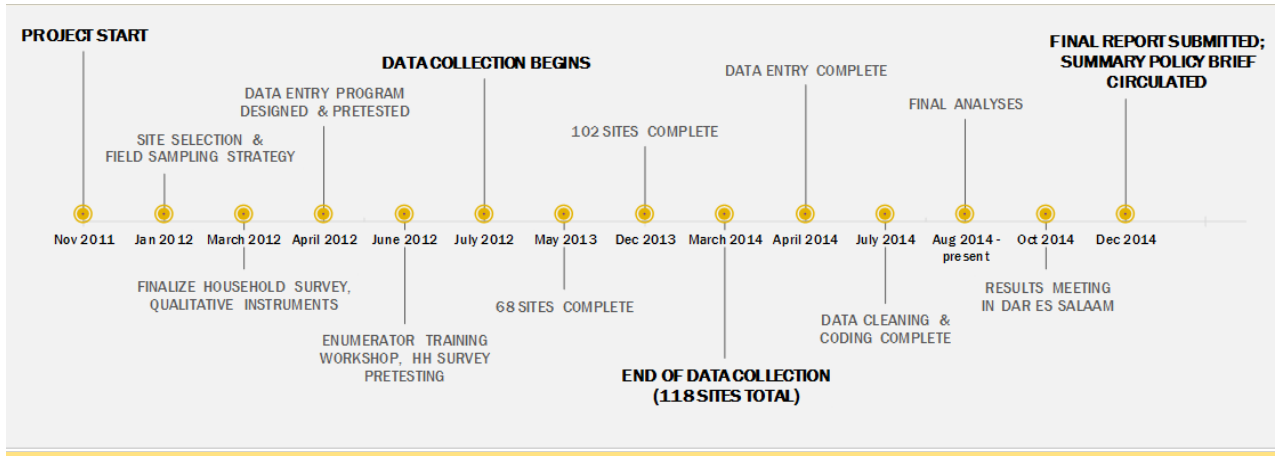 PROJECT START
DATA COLLECTION BEGINS
FINAL REPORT SUBMITTED;
SUMMARY POLICY BRIEF
CIRCULATED
DATA ENTRY PROGRAM
DESIGNED & PRETESTED
DATA ENTRY COMPLETE
SITE SELECTION &
FIELD SAMPLING STRATEGY
102 SITES COMPLETE
FINAL ANALYSES
Nov 2011
Jan 2012
March 2012
April 2012
June 2012
July 2012
May 2013
Dec 2013
March 2014
April 2014
July 2014
Aug 2014 -
present
Oct 2014
Dec 2014
FINALIZE HOUSEHOLD SURVEY,
QUALITATIVE INSTRUMENTS
68 SITES COMPLETE
RESULTS MEETING
IN DAR ES SALAAM
ENUMERATOR TRAINING
WORKSHOP, HH SURVEY
PRETESTING
DATA CLEANING &
CODING COMPLETE
END OF DATA COLLECTION
(118 SITES TOTAL)